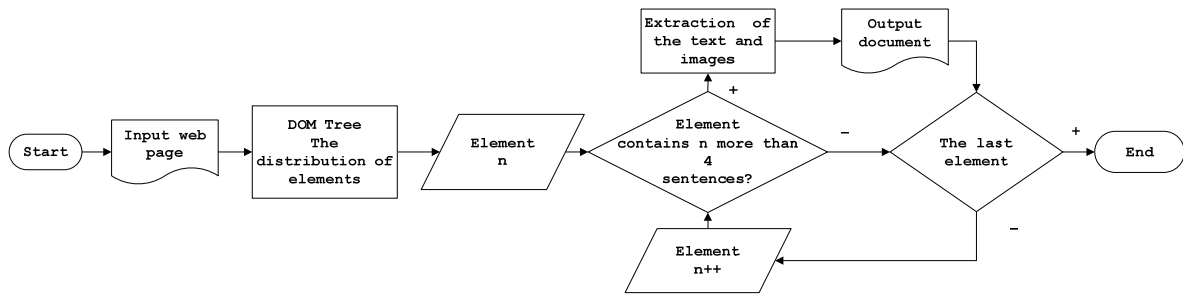 Start
Input web
page
DOM Tree
The
distribution of
elements
Element
n
Element
contains n more than
4
sentences?
+
Extraction of
the text and
images
Output
document
-
The last
element
+
End
-
Element
n++